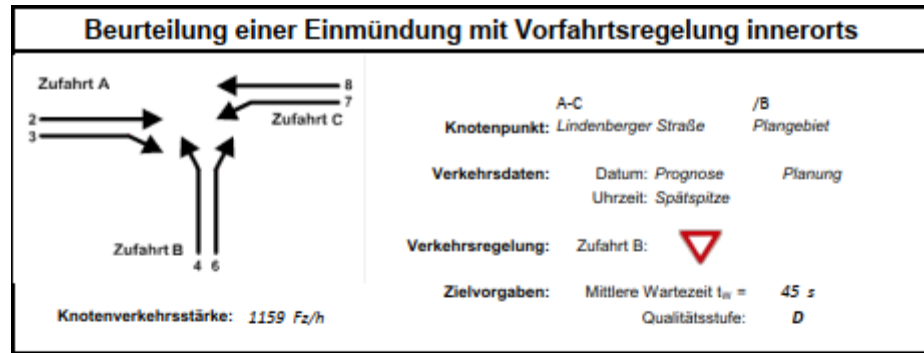 Beurteilung einer Einmündung mit Vorfahrtsregelung innerorts
Zufahrt A
8
7
2
3
Zufahrt C
Zufahrt B
4 6
Knotenverkehrsstärke: 1159 Fz/h
A-C /B
Knotenpunkt: Lindenberger Straße Plangebiet
Verkehrsdaten: Datum: Prognose Planung
Uhrzeit: Spätspitze
Verkehrsregelung: Zufahrt B:
Zielvorgaben: Mittlere Wartezeit tW = 45 s
Qualitätsstufe: D